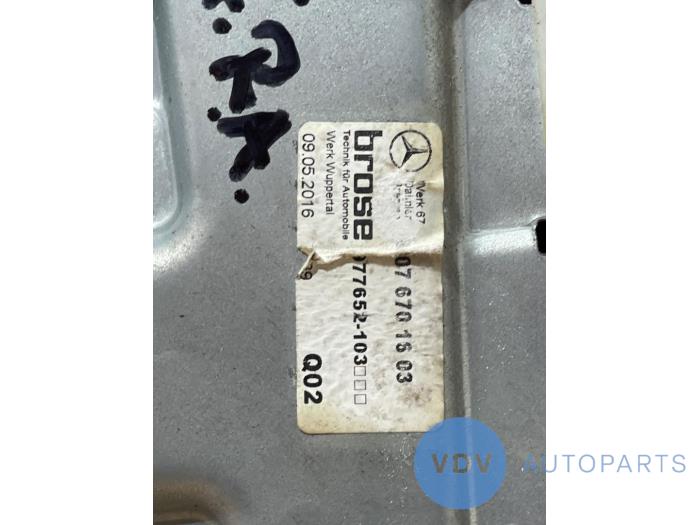 Werk 67
07 670 16 03
brose
Technik für Automobile
Werk Wuppertal
09.05.2016
977652-103□□□
Q02
VDV AUTOPARTS